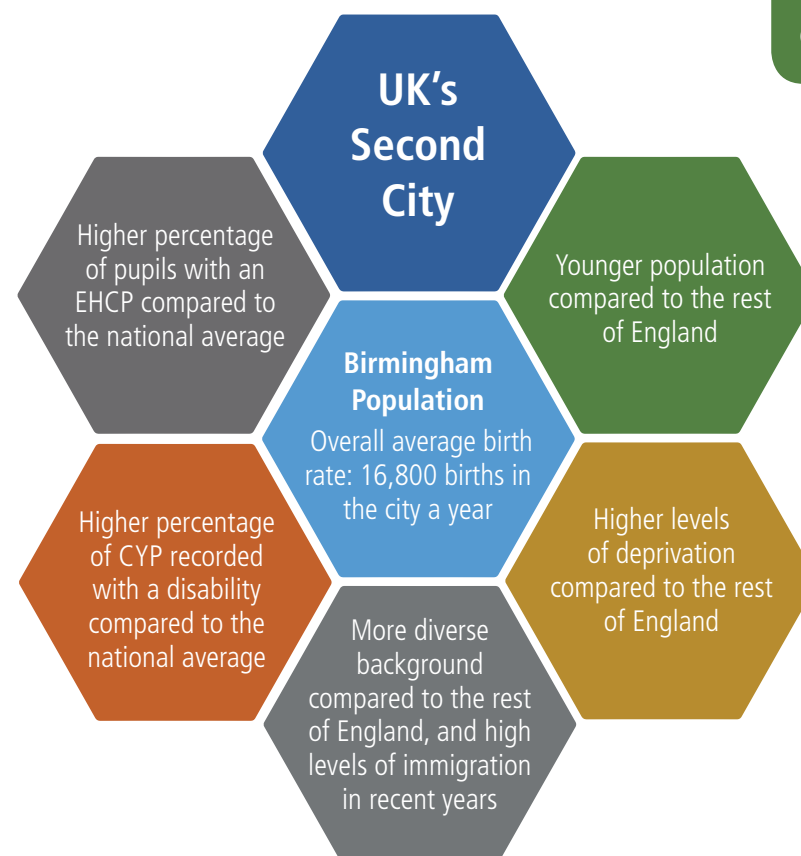 UK’s
Second
City
Higher percentage
of pupils with an
EHCP compared to
the national average
Younger population
compared to the rest
of England
Birmingham
Population
Overall average birth
rate: 16,800 births in
the city a year
Higher percentage
of CYP recorded
with a disability
compared to the
national average
Higher levels
of deprivation
compared to the rest
of England
More diverse
background
compared to the rest
of England, and high
levels of immigration
in recent years